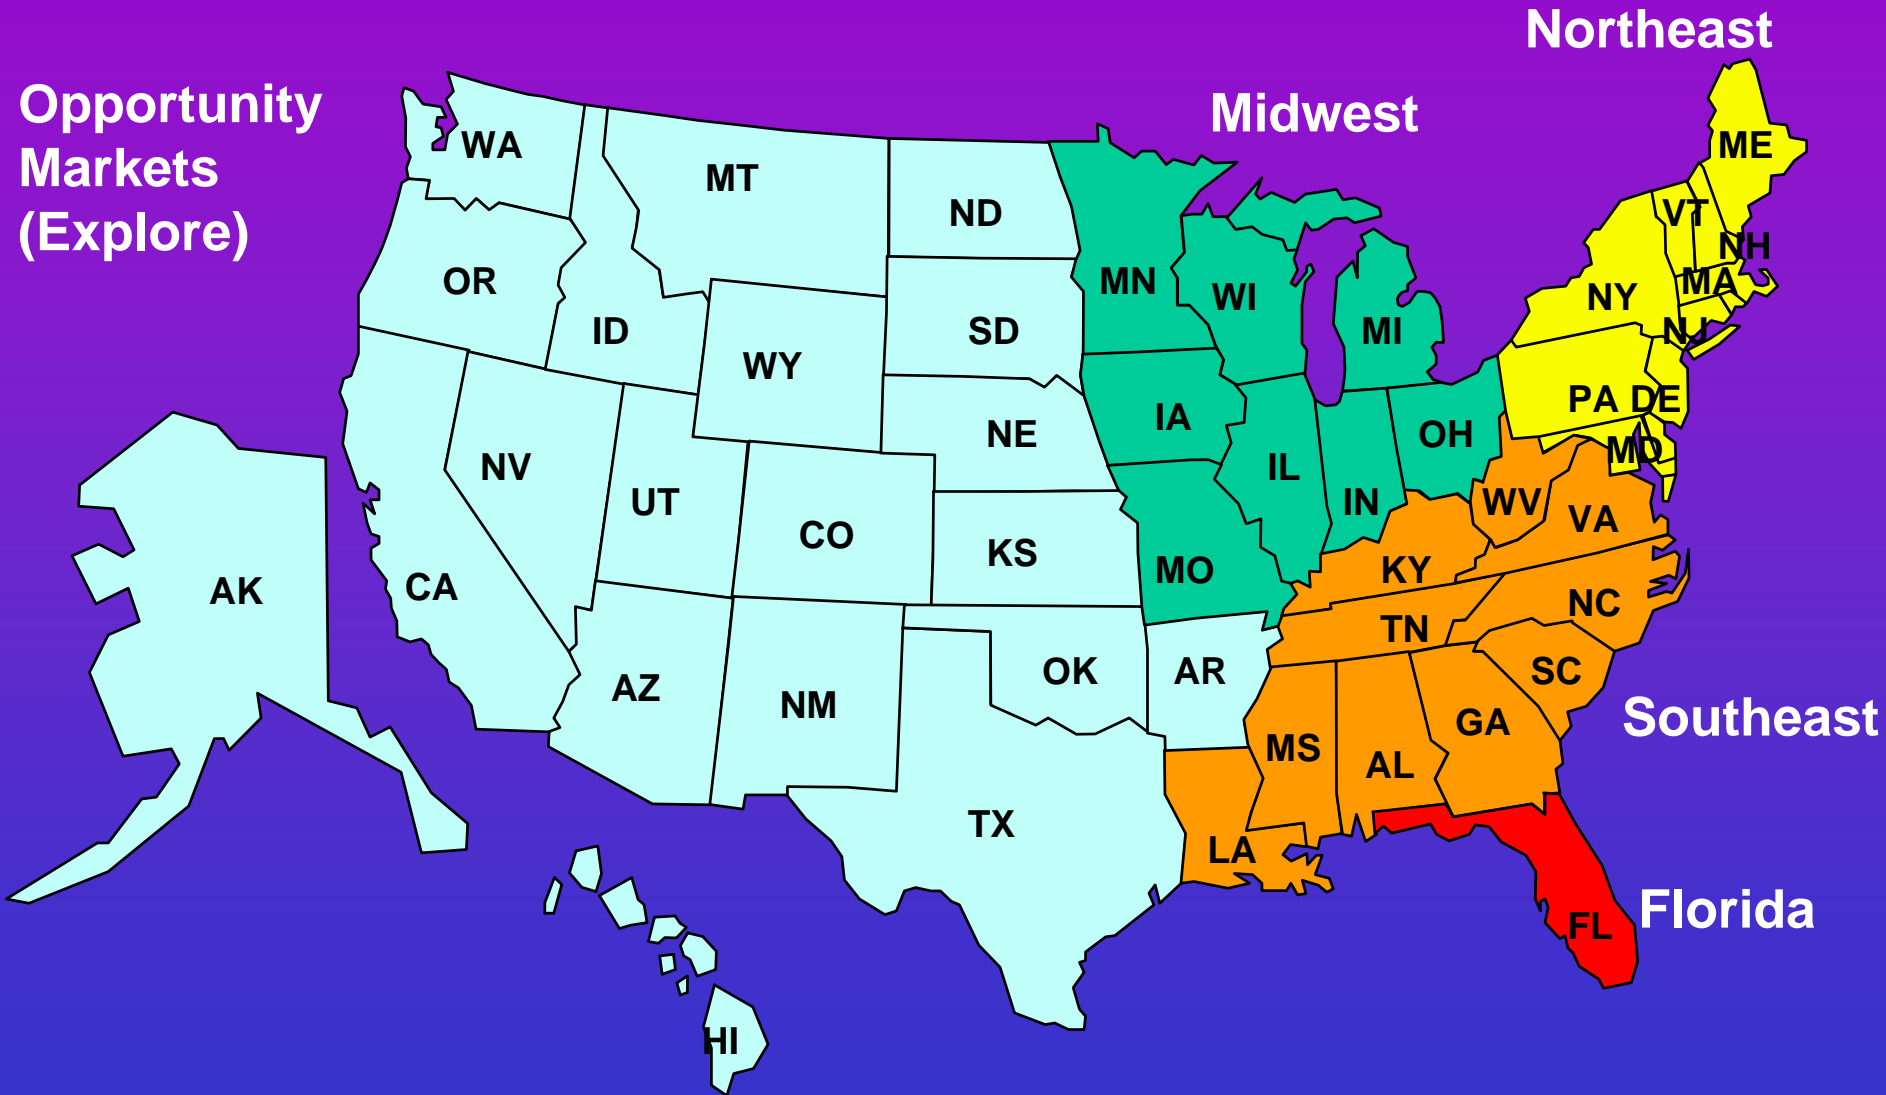 Northeast
Opportunity
Markets
(Explore)
Midwest
WA
MT
ND
ME
VT
NH
OR
ID
WY
SD
MN
WI
MI
NY
MA
NJ
NV
UT
CO
NE
KS
IA
IL
IN
OH
PA
DE
MD
WV
VA
AK
CA
AZ
NM
OK
MO
AR
KY
TN
NC
SC
Southeast
TX
LA
MS
AL
GA
FL
Florida
HI